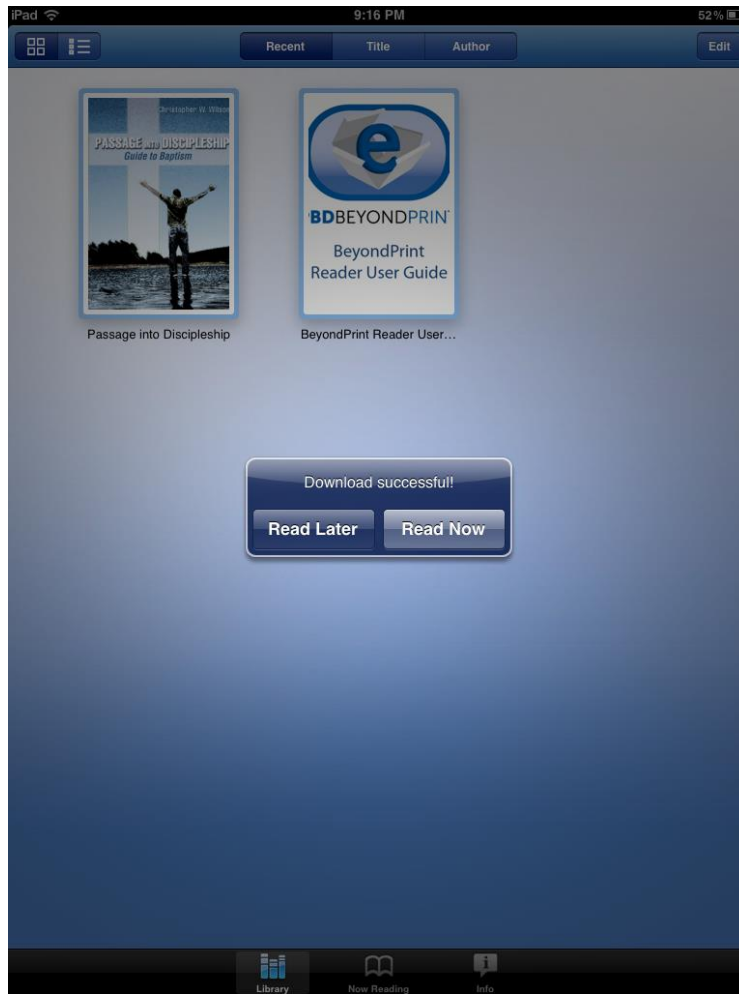 iPad 9:16 PM 52%
Recent Title Author Edit
Christopher W. Wilson
PASSAGE INTO DISCIPLESHIP
Guide to Baptism
e
BDBEYONDPRIN
BeyondPrint
Reader User Guide
Passage into Discipleship
BeyondPrint Reader User...
Download successful!
Read Later Read Now
Library Now Reading Info